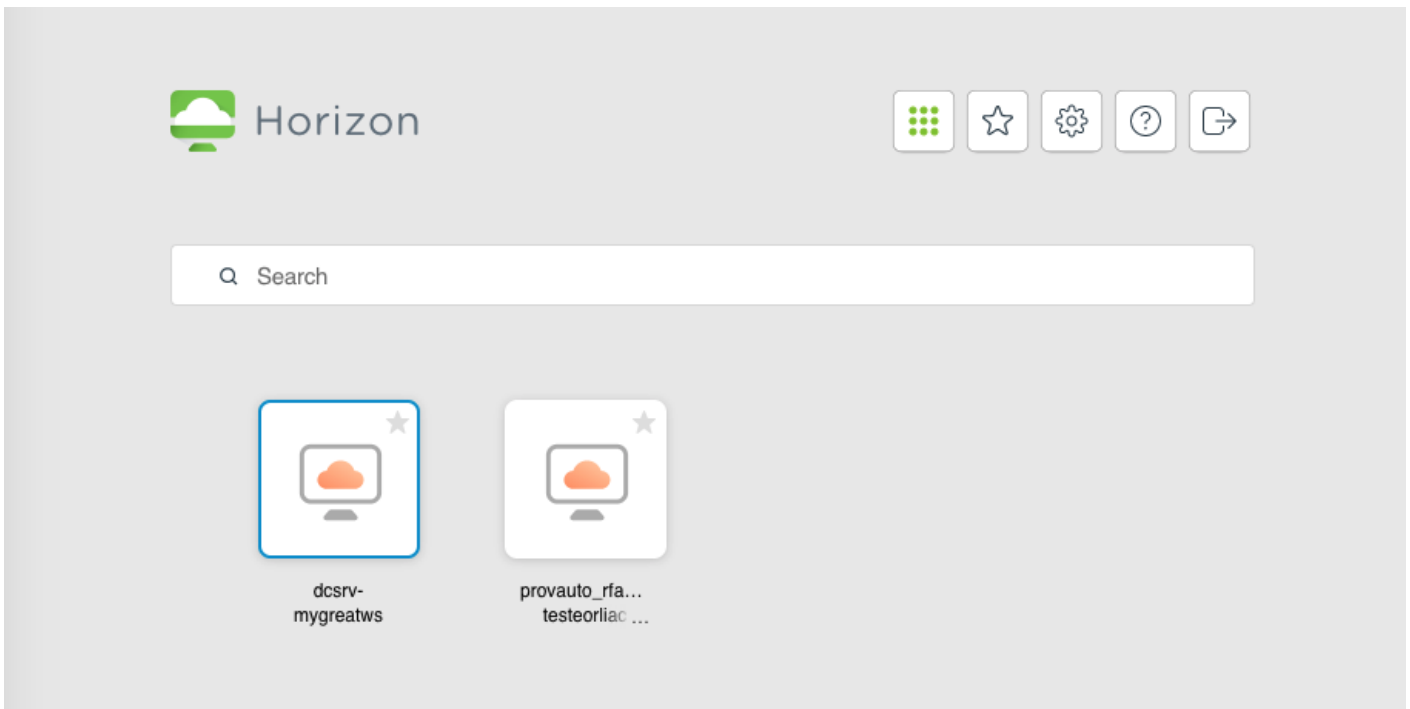 Horizon
Search
dcsrv-
mygreatws
provauto_rfa...
testeorliac ...